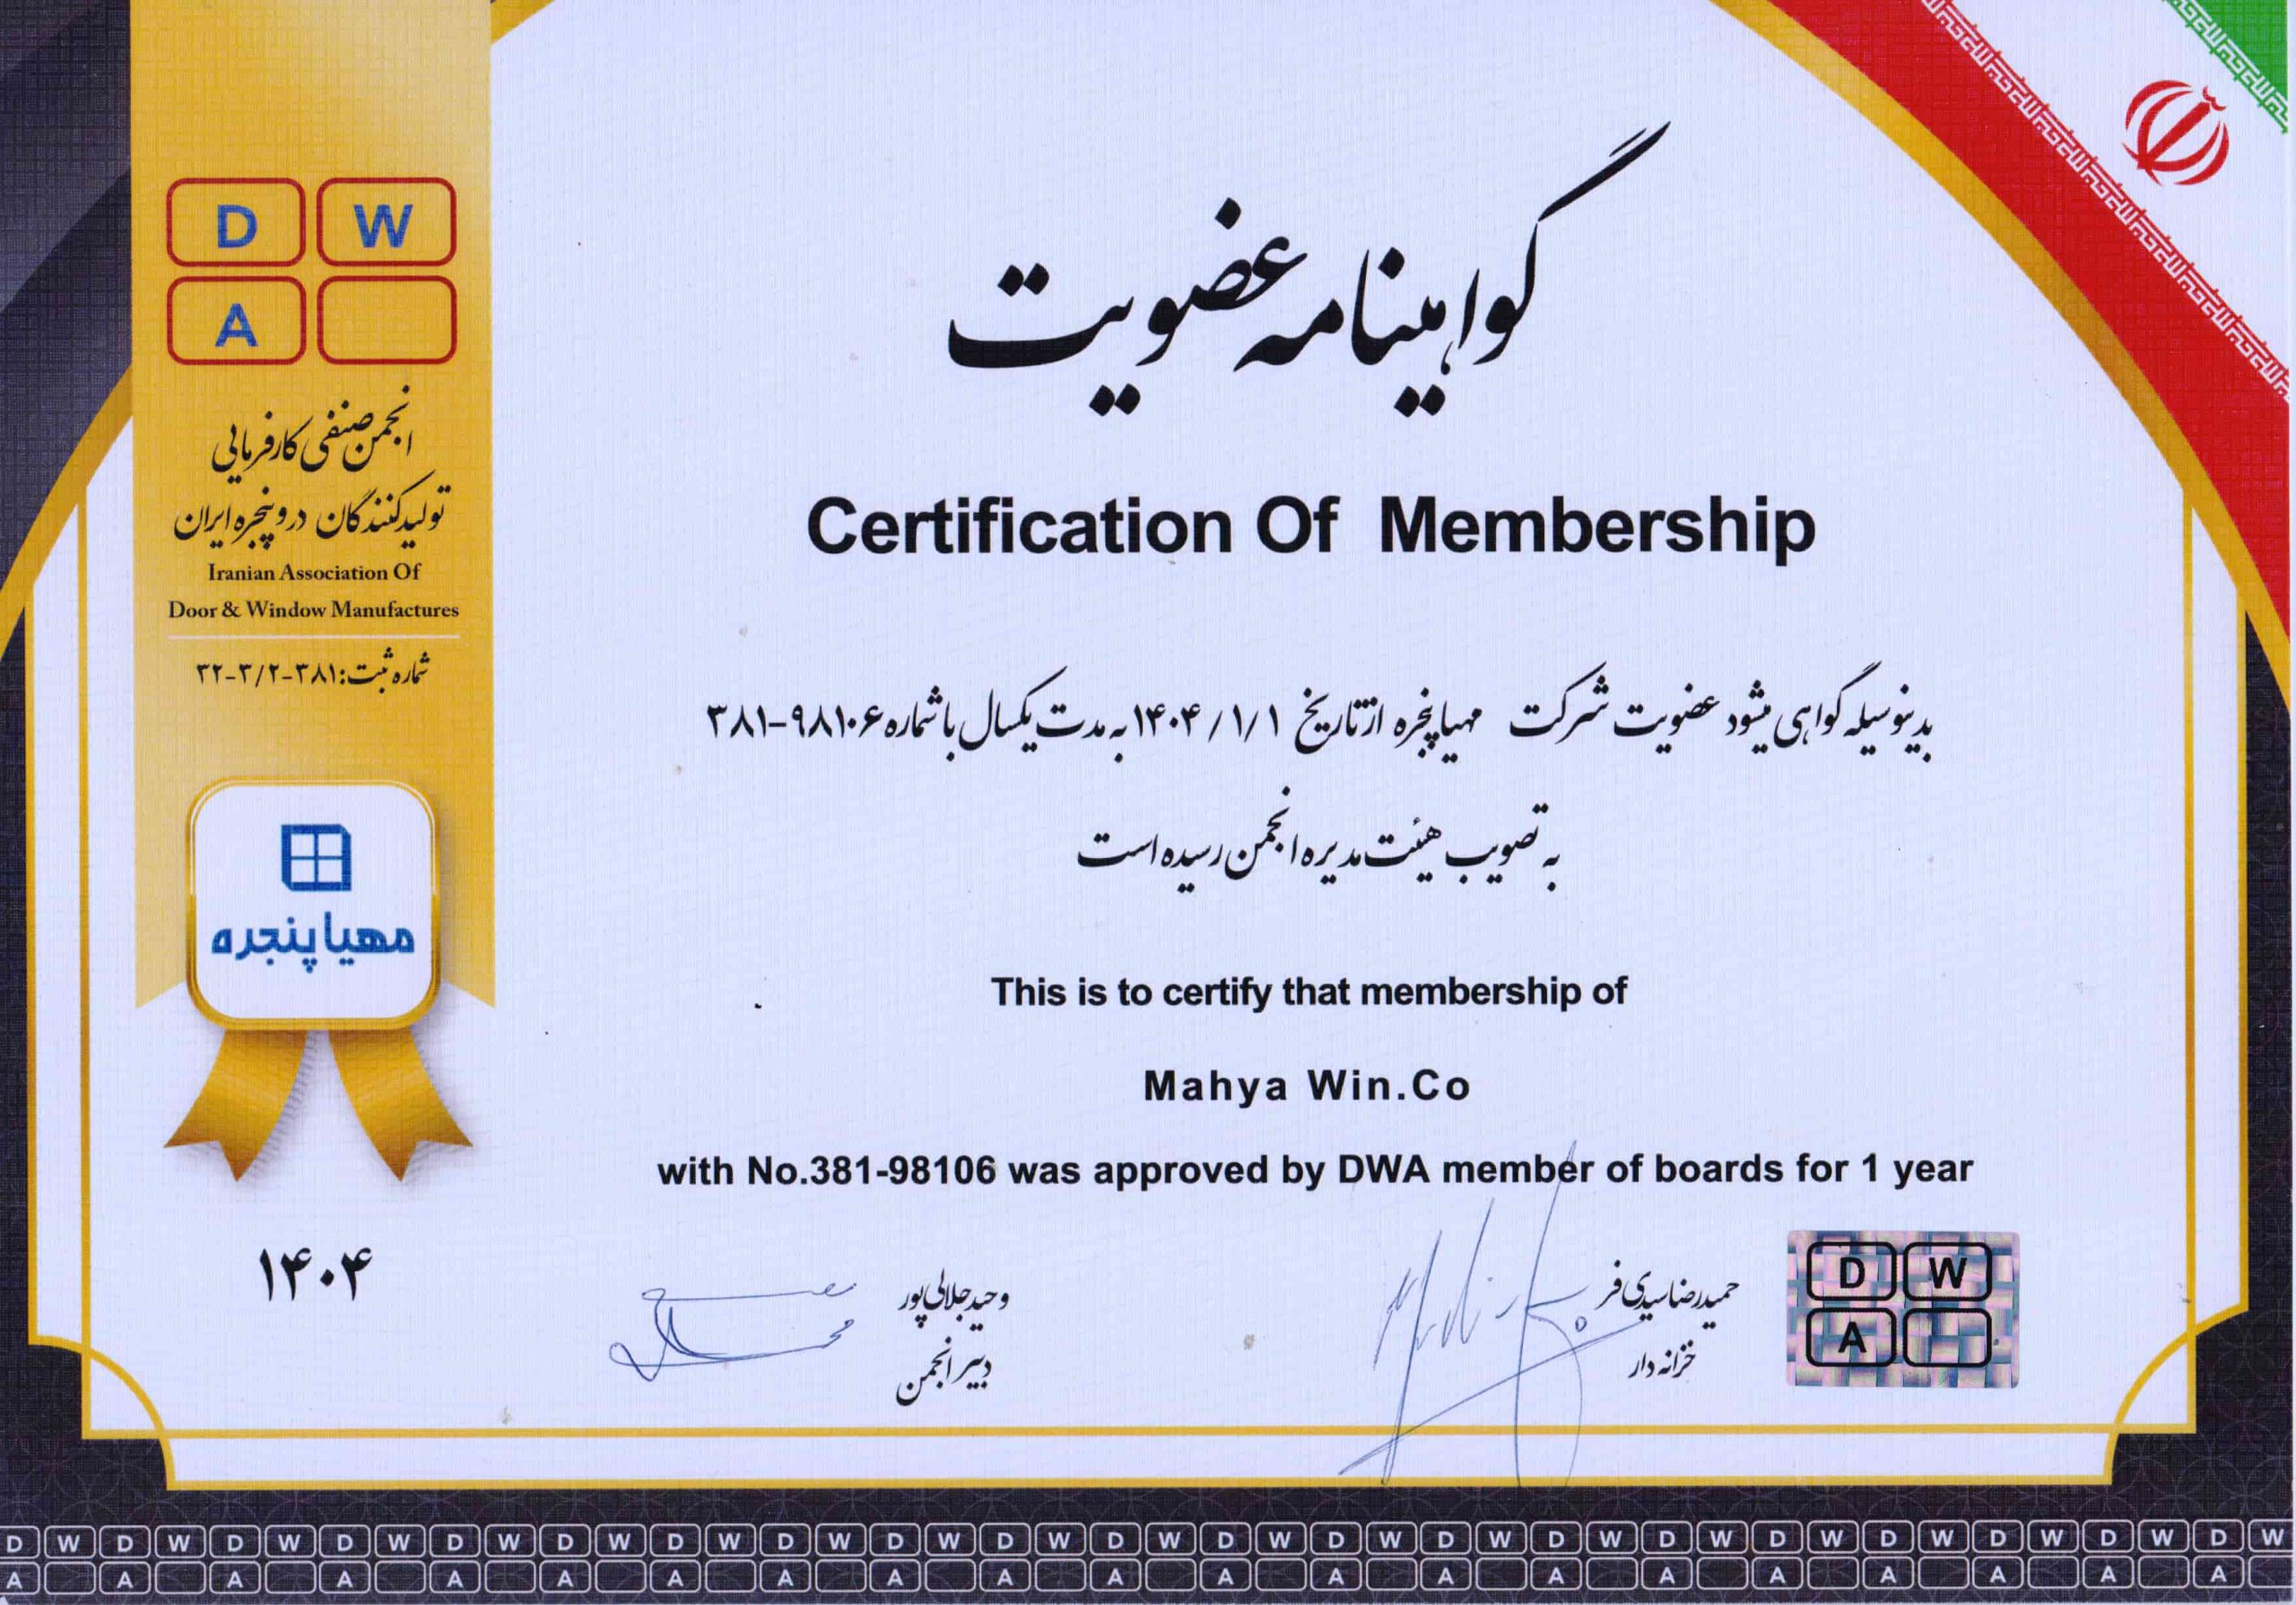 D W
A
انجمن صنفی کارفرمایی
تولیدکنندگان در و پنجره ایران
Iranian Association Of
Door & Window Manufactures
شماره ثبت: ۳۸۱-۳/۲-۳۲
مهیا پنجره
۱۴۰۴
گواهینامه عضویت
Certification Of Membership
بدینوسیله گواهی میشود عضویت شرکت مهیا پنجره از تاریخ ۱۴۰۴/۱/۱ به مدت یکسال با شماره ۹۸۱۰۶-۳۸۱
به تصویب هیئت مدیره انجمن رسیده است
This is to certify that membership of
Mahya Win.Co
with No.381-98106 was approved by DWA member of boards for 1 year
حمیدرضا سیدی فر
خزانه دار
وحید جلالی پور
دبیر انجمن
D W
A
D W D W D W D W D W D W D W D W D W D W D W D W D W D W D W D W D W D W D W D W D W
A A A A A A A A A A A A A A A A A A A A A